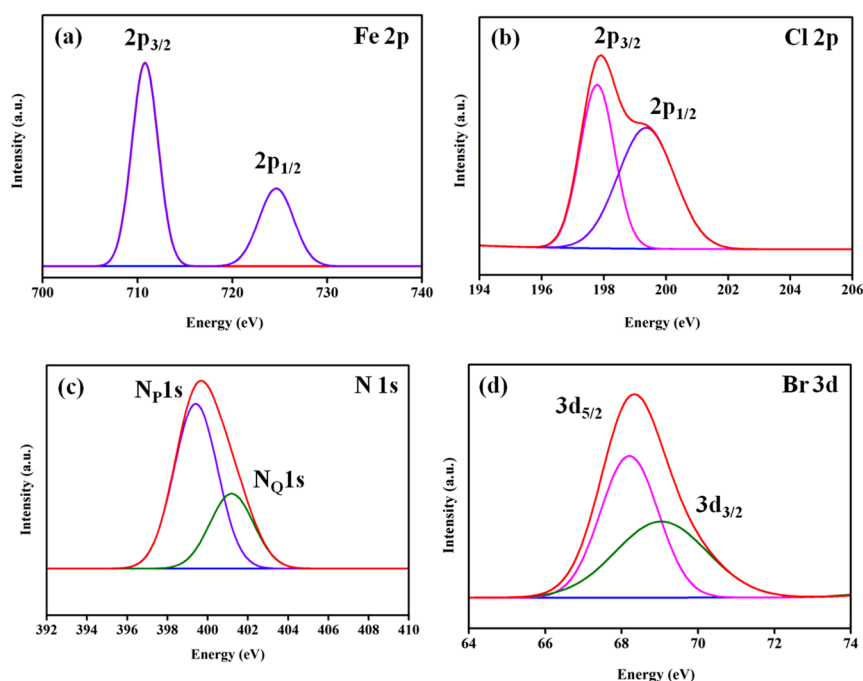 (a) Fe 2p
2p3/2
2p1/2
Intensity (a.u.)
700 710 720 730 740
Energy (eV)
(b) Cl 2p
2p3/2
2p1/2
Intensity (a.u.)
194 196 198 200 202 204 206
Energy (eV)
(c) N 1s
NP1s
NQ1s
Intensity (a.u.)
392 394 396 398 400 402 404 406 408 410
Energy (eV)
(d) Br 3d
3d5/2
3d3/2
Intensity (a.u.)
64 66 68 70 72 74
Energy (eV)